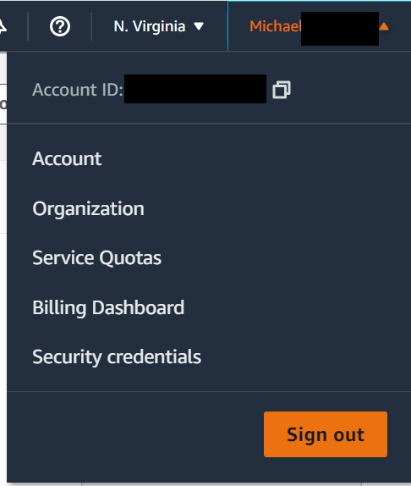 N. Virginia ▼ Michael ▲
Account ID:
Account
Organization
Service Quotas
Billing Dashboard
Security credentials
Sign out